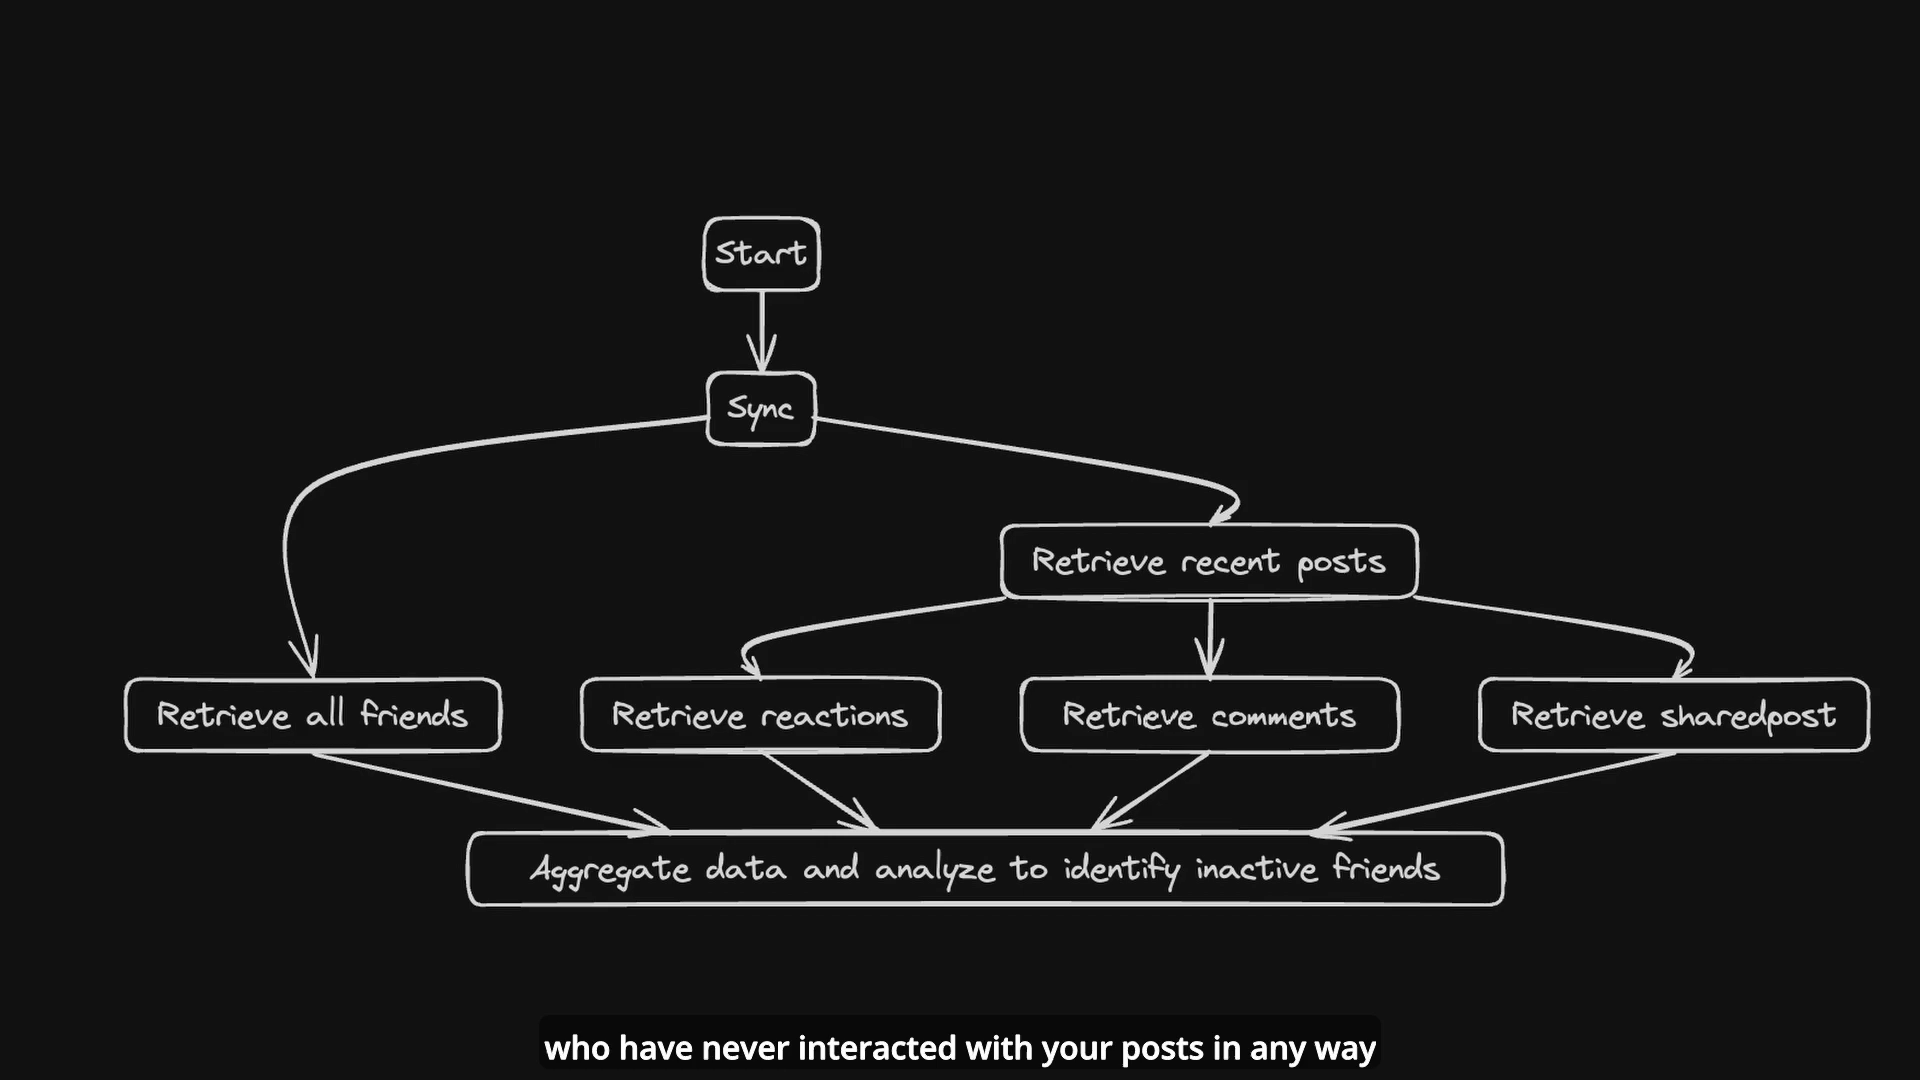 Start
Sync
Retrieve recent posts
Retrieve all friends
Retrieve reactions
Retrieve comments
Retrieve sharedpost
Aggregate data and analyze to identify inactive friends
who have never interacted with your posts in any way